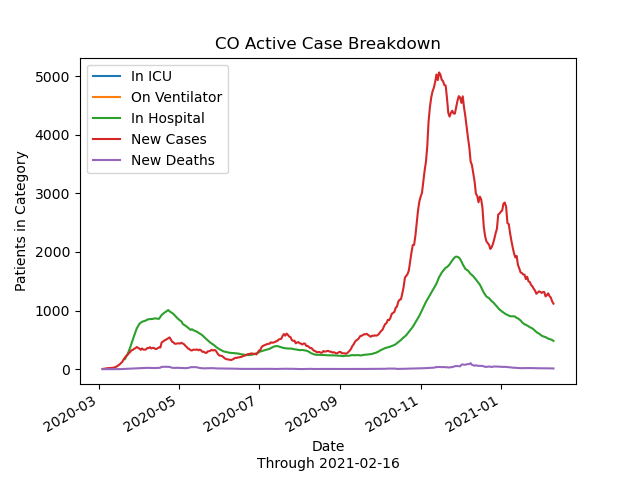 CO Active Case Breakdown
In ICU
On Ventilator
In Hospital
New Cases
New Deaths
Patients in Category
5000
4000
3000
2000
1000
0
2020-03
2020-05
2020-07
2020-09
2020-11
2021-01
Date
Through 2021-02-16